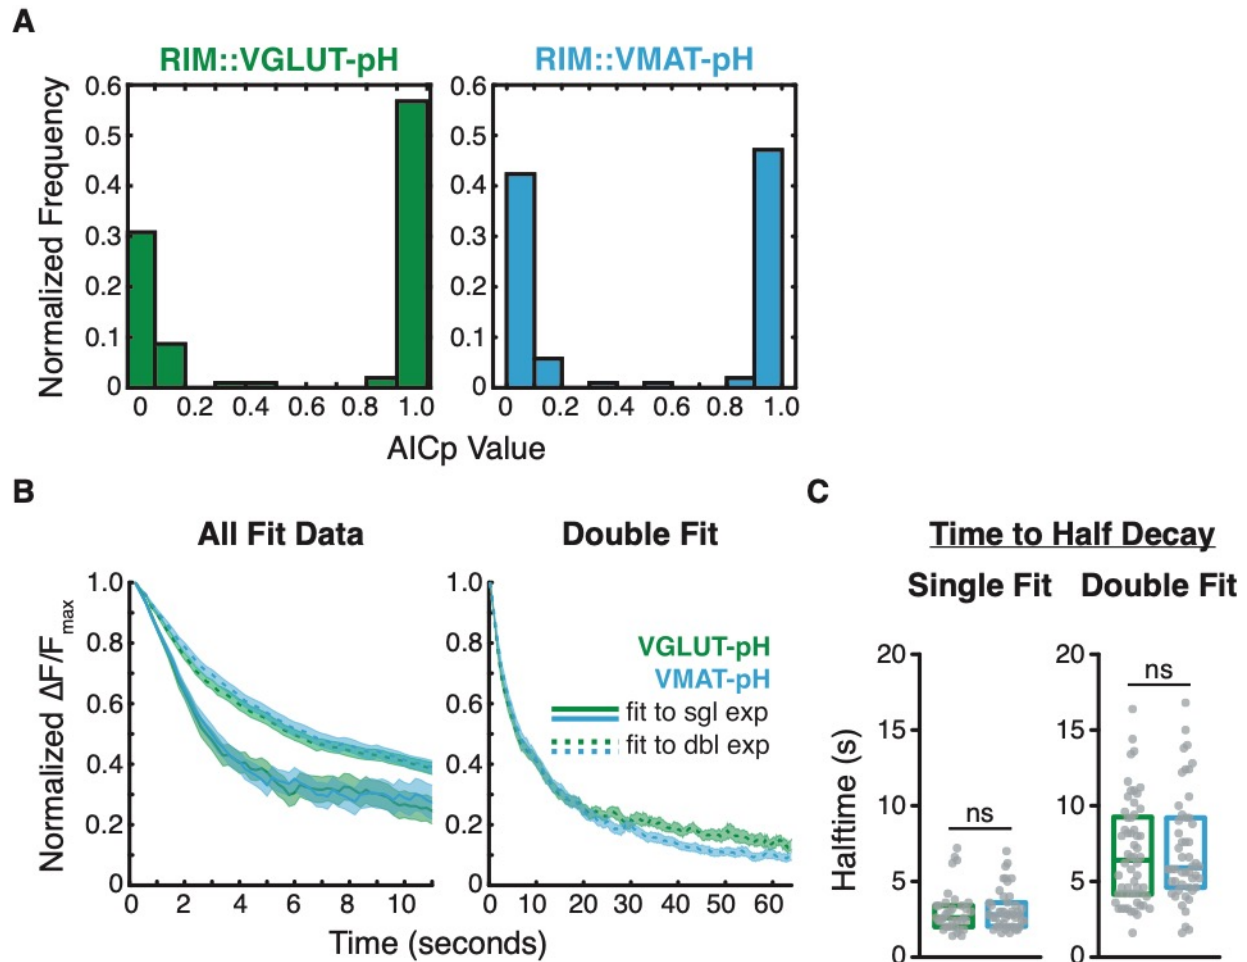 A
RIM::VGLUT-pH
RIM::VMAT-pH
Normalized Frequency
0.6
0.5
0.4
0.3
0.2
0.1
0
0 0.2 0.4 0.6 0.8 1.0
0.6
0.5
0.4
0.3
0.2
0.1
0
0 0.2 0.4 0.6 0.8 1.0
AICp Value
B
All Fit Data
Double Fit
Normalized ΔF/Fmax
1.0
0.8
0.6
0.4
0.2
0
0 2 4 6 8 10
1.0
0.8
0.6
0.4
0.2
0
0 10 20 30 40 50 60
VGLUT-pH
VMAT-pH
fit to sgl exp
fit to dbl exp
Time (seconds)
C
Time to Half Decay
Single Fit
Double Fit
Halftime (s)
20
15
10
5
0
ns
20
15
10
5
0
ns